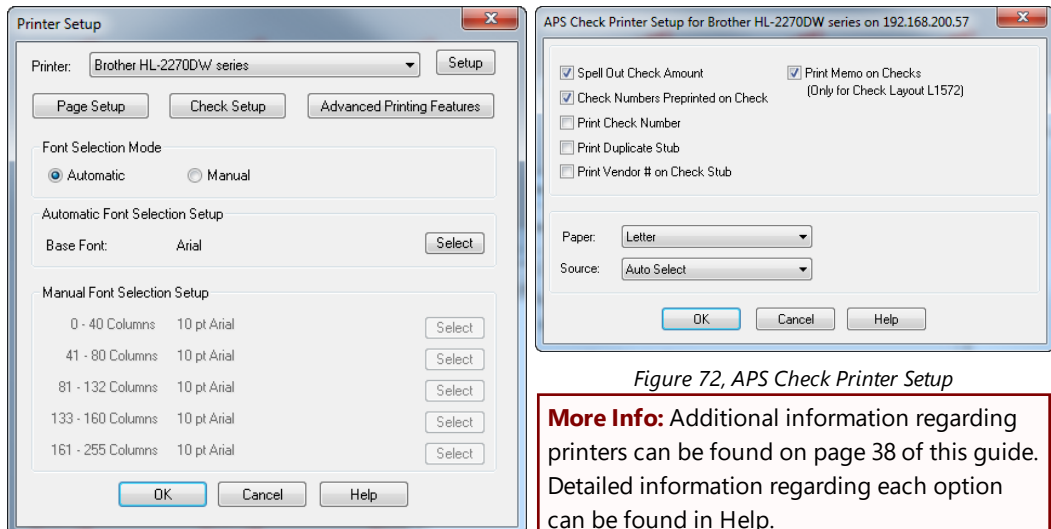 Printer Setup
Printer: Brother HL-2270DW series Setup
Page Setup Check Setup Advanced Printing Features
Font Selection Mode
Automatic Manual
Automatic Font Selection Setup
Base Font: Arial Select
Manual Font Selection Setup
0 - 40 Columns 10 pt Arial Select
41 - 80 Columns 10 pt Arial Select
81 - 132 Columns 10 pt Arial Select
133 - 160 Columns 10 pt Arial Select
161 - 255 Columns 10 pt Arial Select
OK Cancel Help
APS Check Printer Setup for Brother HL-2270DW series on 192.168.200.57
Spell Out Check Amount
Check Numbers Preprinted on Check
Print Check Number
Print Duplicate Stub
Print Vendor # on Check Stub
Print Memo on Checks
(Only for Check Layout L1572)
Paper: Letter
Source: Auto Select
OK Cancel Help
Figure 72, APS Check Printer Setup
More Info: Additional information regarding
printers can be found on page 38 of this guide.
Detailed information regarding each option
can be found in Help.